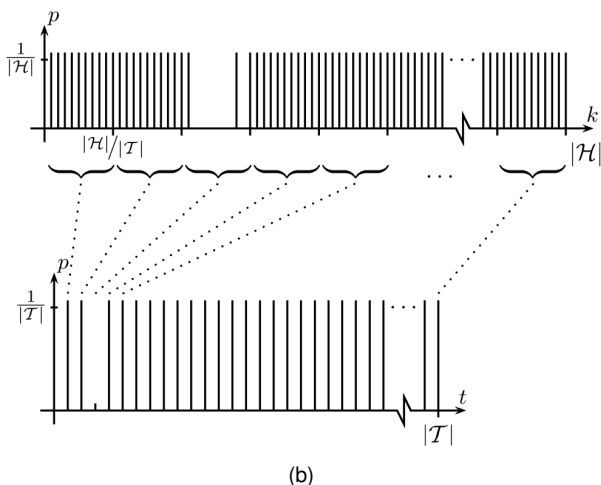 p
1/|𝓗|
· · ·
k
|𝓗|/|𝓣|
|𝓗|
· · ·
p
1/|𝓣|
· · ·
t
|𝓣|
(b)